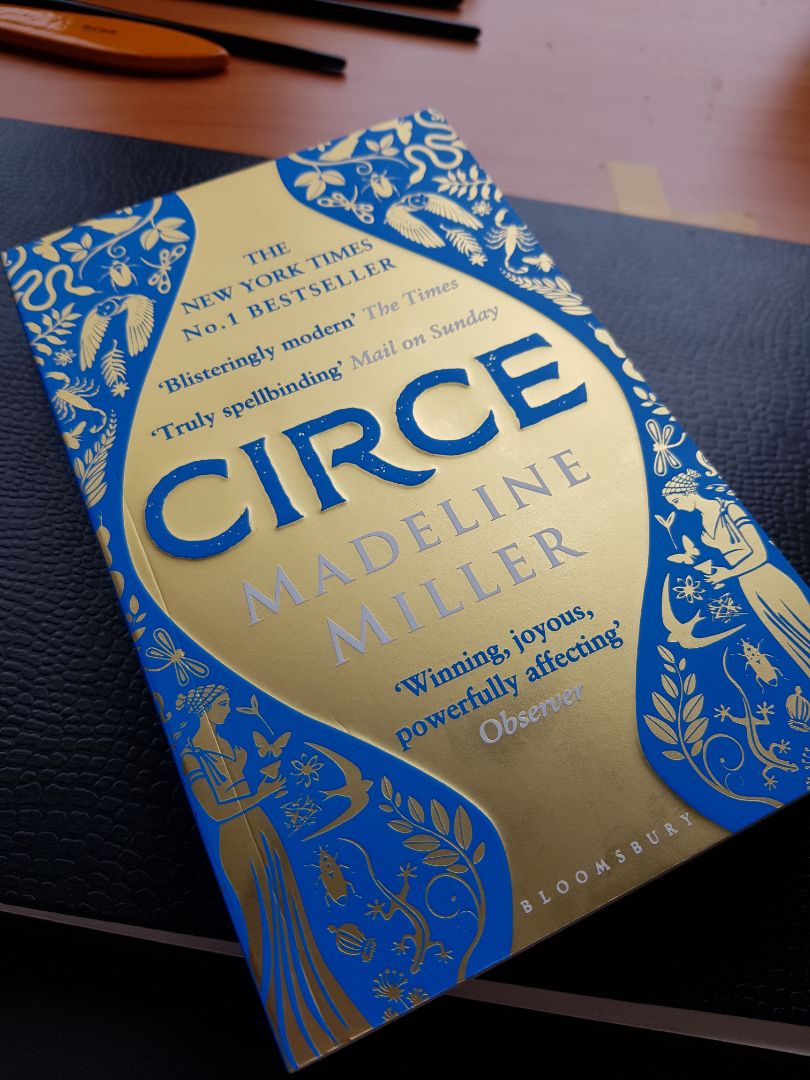 THE
NEW YORK TIMES
No.1 BESTSELLER
‘Blisteringly modern’ The Times
‘Truly spellbinding’ Mail on Sunday
CIRCE
MADELINE
MILLER
‘Winning, joyous,
powerfully affecting’
Observer
BLOOMSBURY